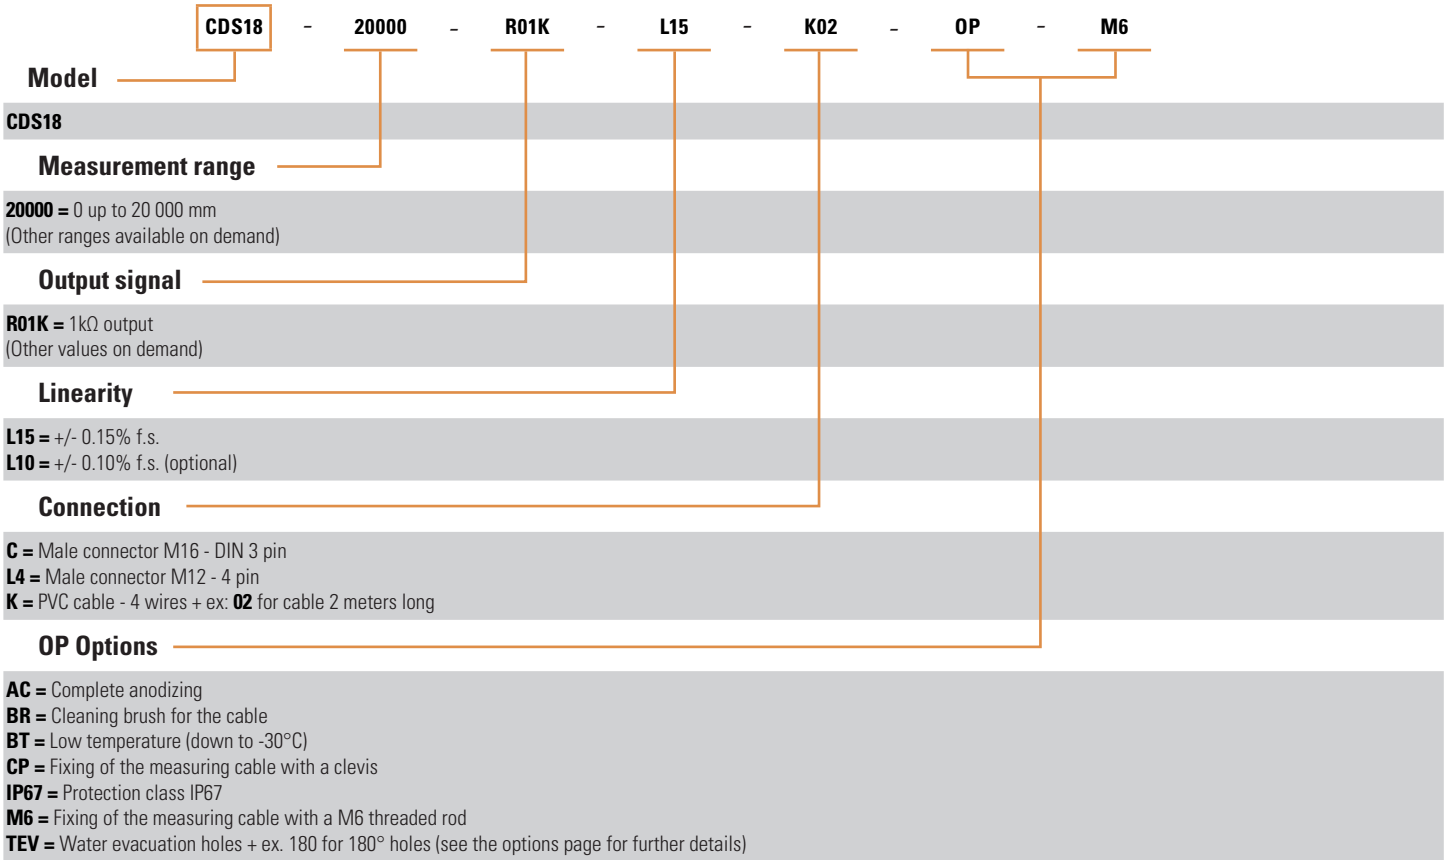 CDS18 - 20000 - R01K - L15 - K02 - OP - M6
Model
CDS18
Measurement range
20000 = 0 up to 20 000 mm
(Other ranges available on demand)
Output signal
R01K = 1kΩ output
(Other values on demand)
Linearity
L15 = +/- 0.15% f.s.
L10 = +/- 0.10% f.s. (optional)
Connection
C = Male connector M16 - DIN 3 pin
L4 = Male connector M12 - 4 pin
K = PVC cable - 4 wires + ex: 02 for cable 2 meters long
OP Options
AC = Complete anodizing
BR = Cleaning brush for the cable
BT = Low temperature (down to -30°C)
CP = Fixing of the measuring cable with a clevis
IP67 = Protection class IP67
M6 = Fixing of the measuring cable with a M6 threaded rod
TEV = Water evacuation holes + ex. 180 for 180° holes (see the options page for further details)